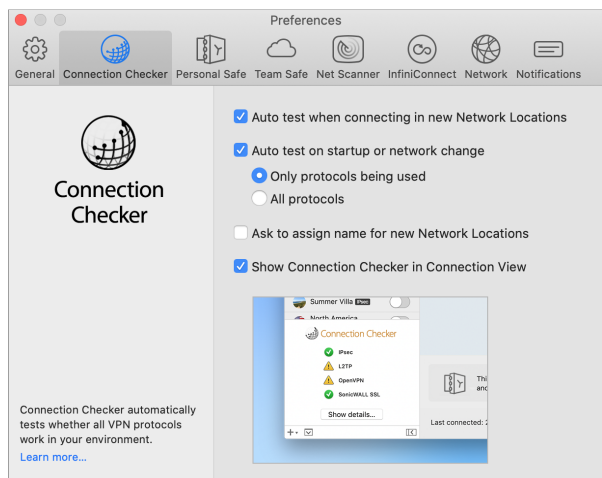 Preferences
General Connection Checker Personal Safe Team Safe Net Scanner InfiniConnect Network Notifications
Connection
Checker
Connection Checker automatically
tests whether all VPN protocols
work in your environment.
Learn more...
Auto test when connecting in new Network Locations
Auto test on startup or network change
Only protocols being used
All protocols
Ask to assign name for new Network Locations
Show Connection Checker in Connection View
Summer Villa IPsec
North America
Connection Checker
IPsec
L2TP
OpenVPN
SonicWALL SSL
Show details...
Thi
and
Last connected: 2